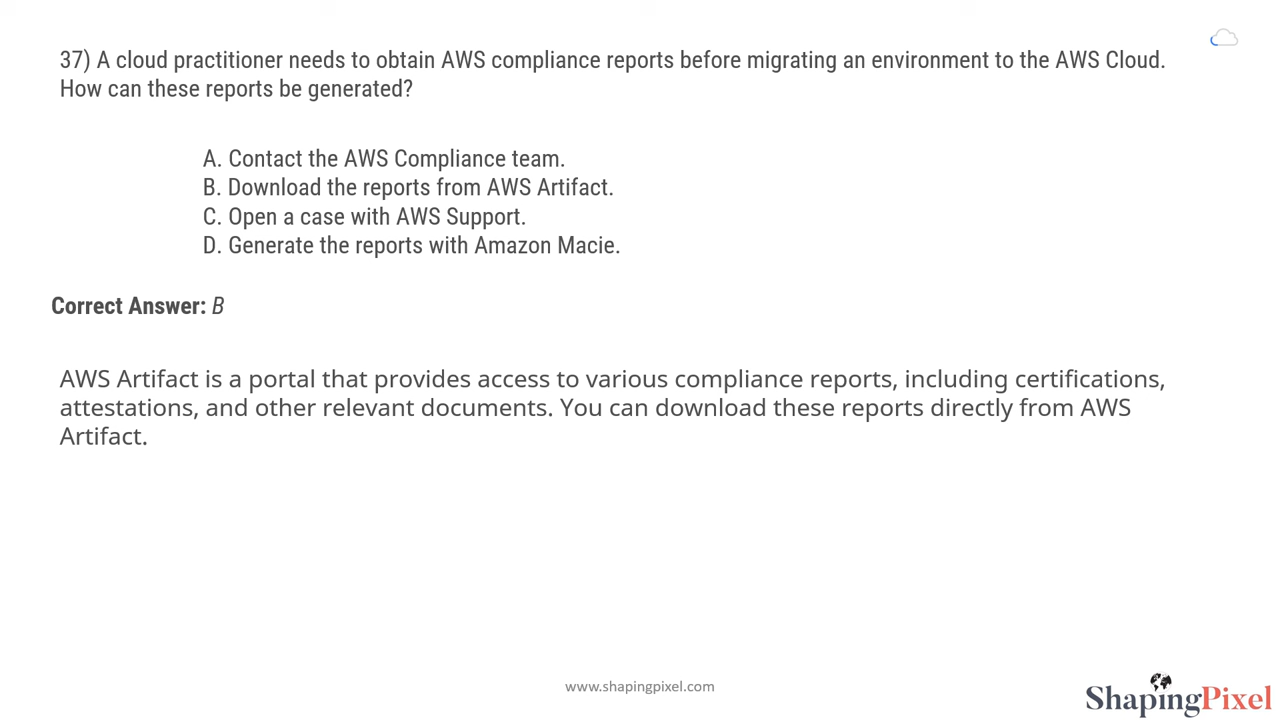 37) A cloud practitioner needs to obtain AWS compliance reports before migrating an environment to the AWS Cloud.
How can these reports be generated?
A. Contact the AWS Compliance team.
B. Download the reports from AWS Artifact.
C. Open a case with AWS Support.
D. Generate the reports with Amazon Macie.
Correct Answer: B
AWS Artifact is a portal that provides access to various compliance reports, including certifications,
attestations, and other relevant documents. You can download these reports directly from AWS
Artifact.
www.shapingpixel.com
ShapingPixel